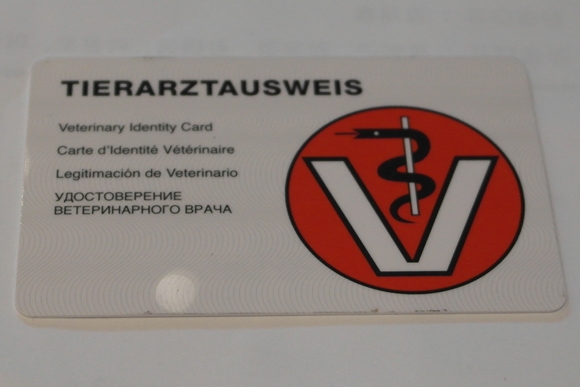 TIERARZTAUSWEIS
Veterinary Identity Card
Carte d'Identité Vétérinaire
Legitimación de Veterinario
УДОСТОВЕРЕНИЕ
ВЕТЕРИНАРНОГО ВРАЧА
V